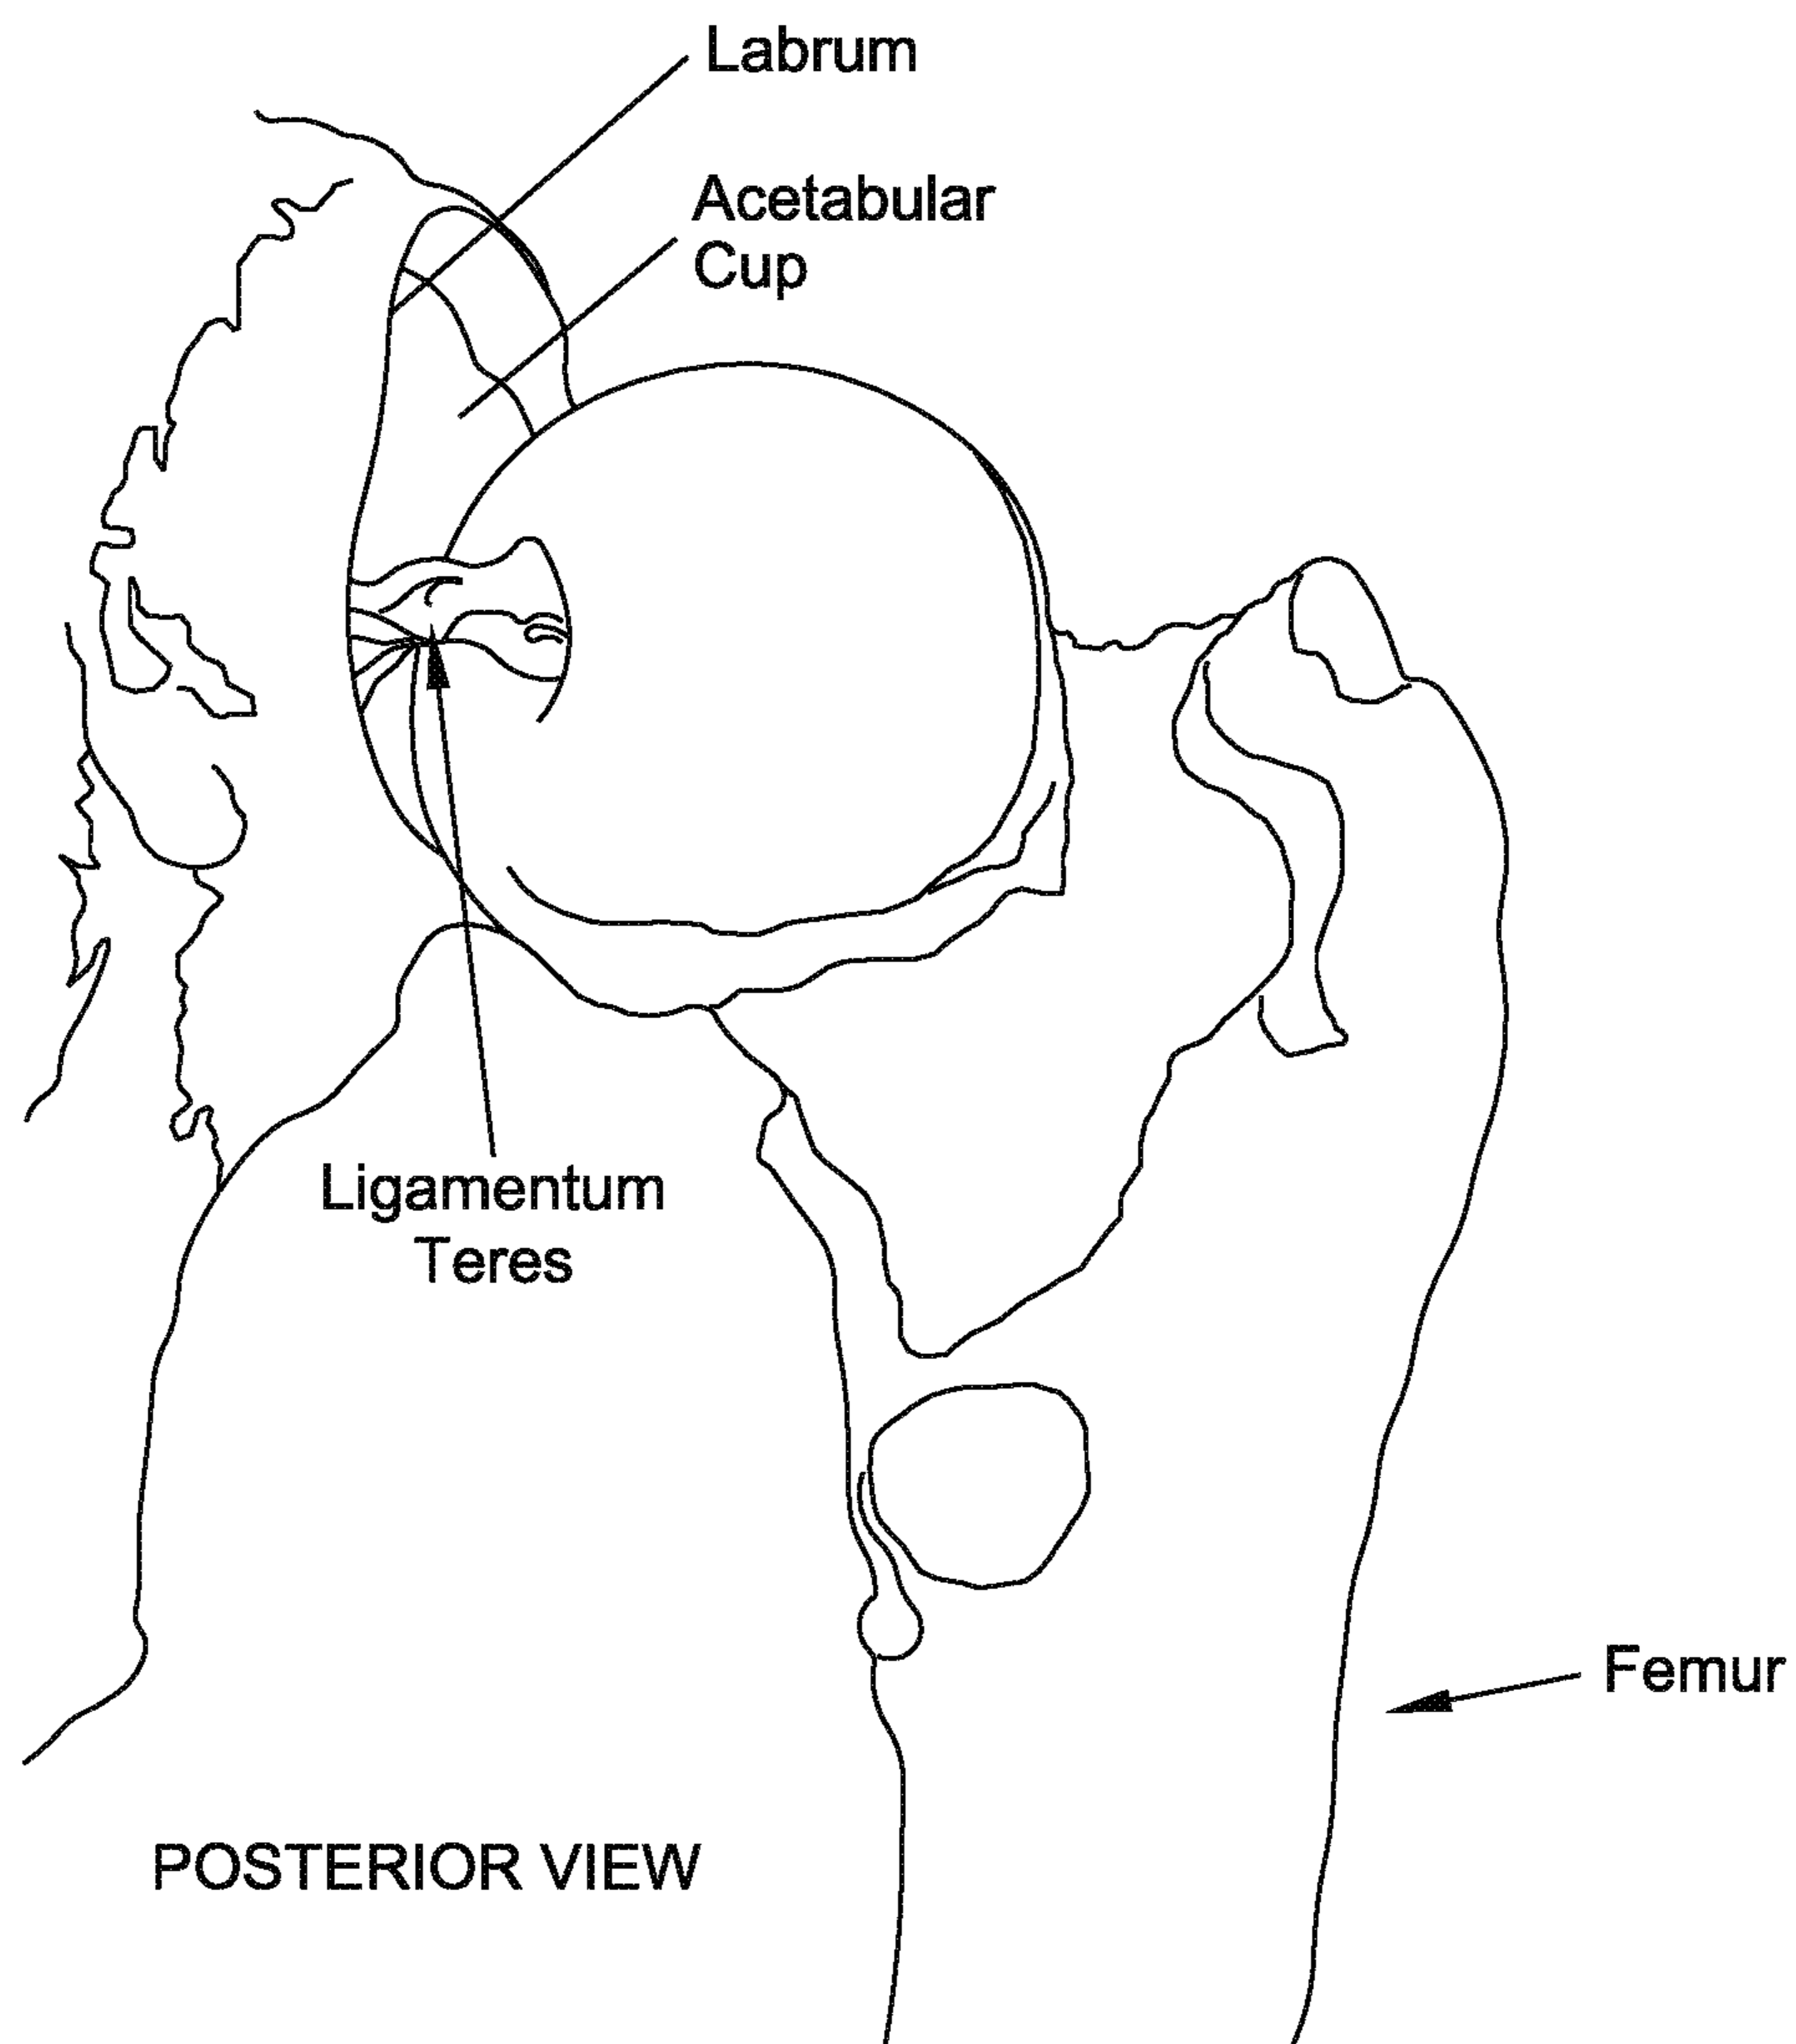 Labrum
Acetabular
Cup
Ligamentum
Teres
Femur
POSTERIOR VIEW